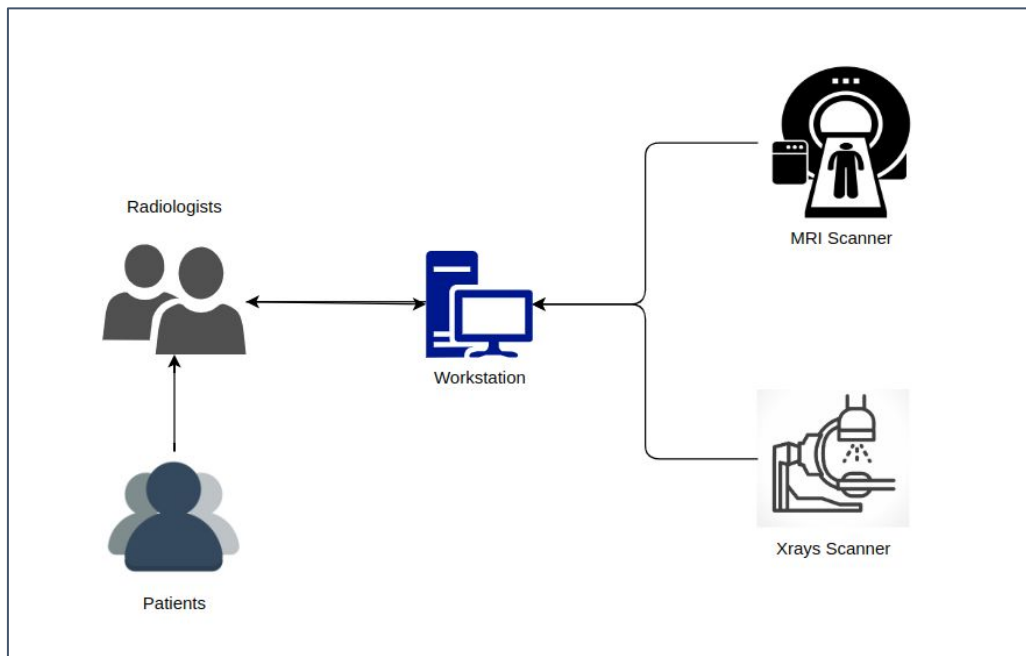 Radiologists
MRI Scanner
Workstation
Xrays Scanner
Patients